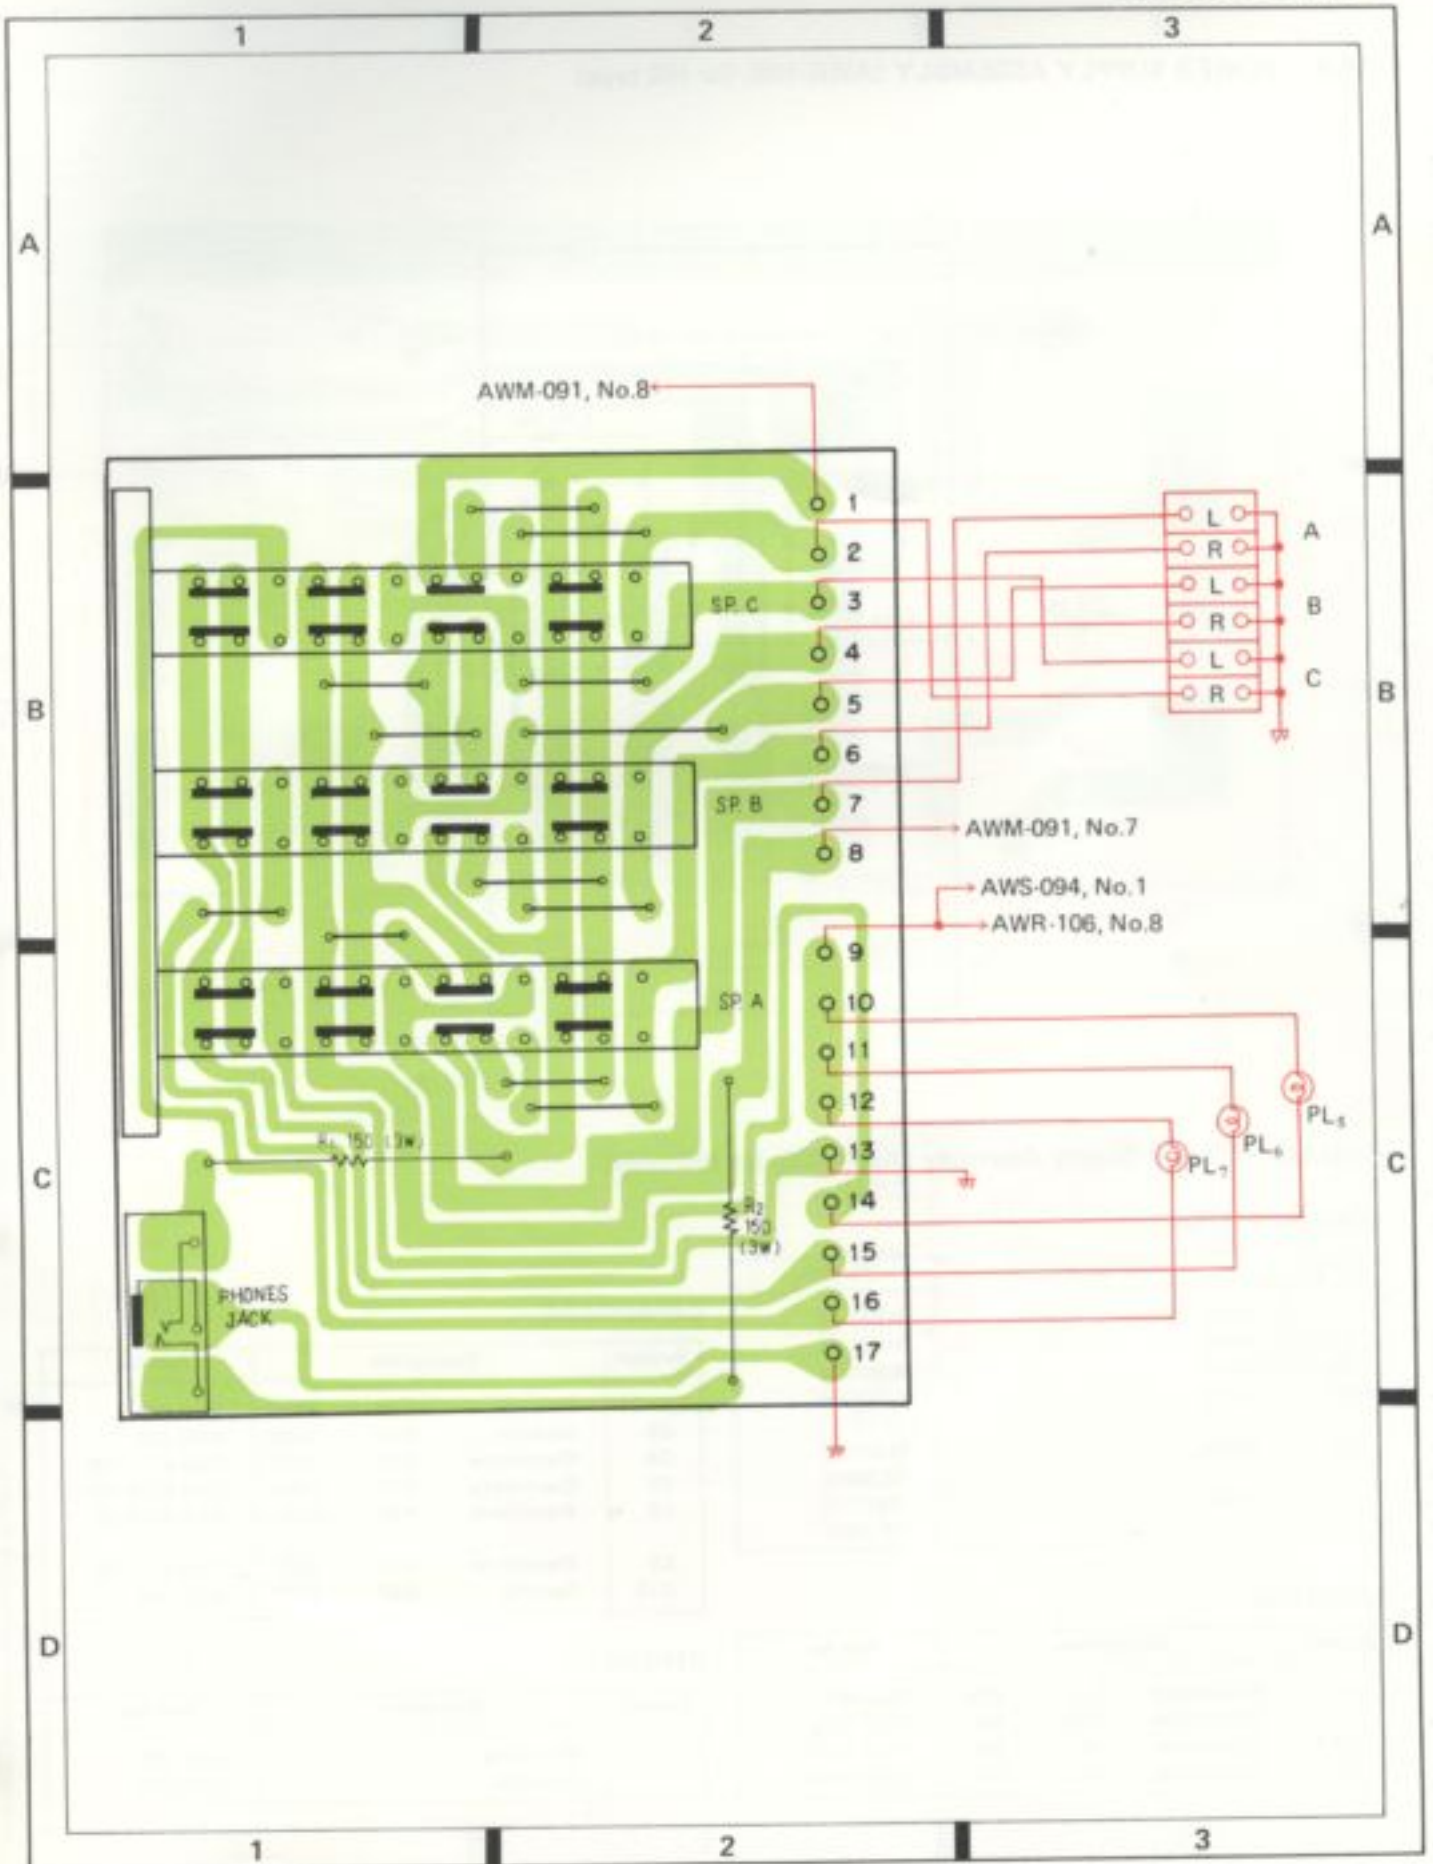 1 2 3
A A
AWM-091, No.8
1
L A
2
R
SP. C 3
L B
4
R
5
L C
B R B
6
SP. B 7
AWM-091, No.7
8
AWS-094, No.1
AWR-106, No.8
9
SP. A 10
11
12
PL5
R1 150 (3W) 13
PL6
C PL7 C
14
R2
150
(3W)
15
PHONES
JACK
16
17
D D
1 2 3